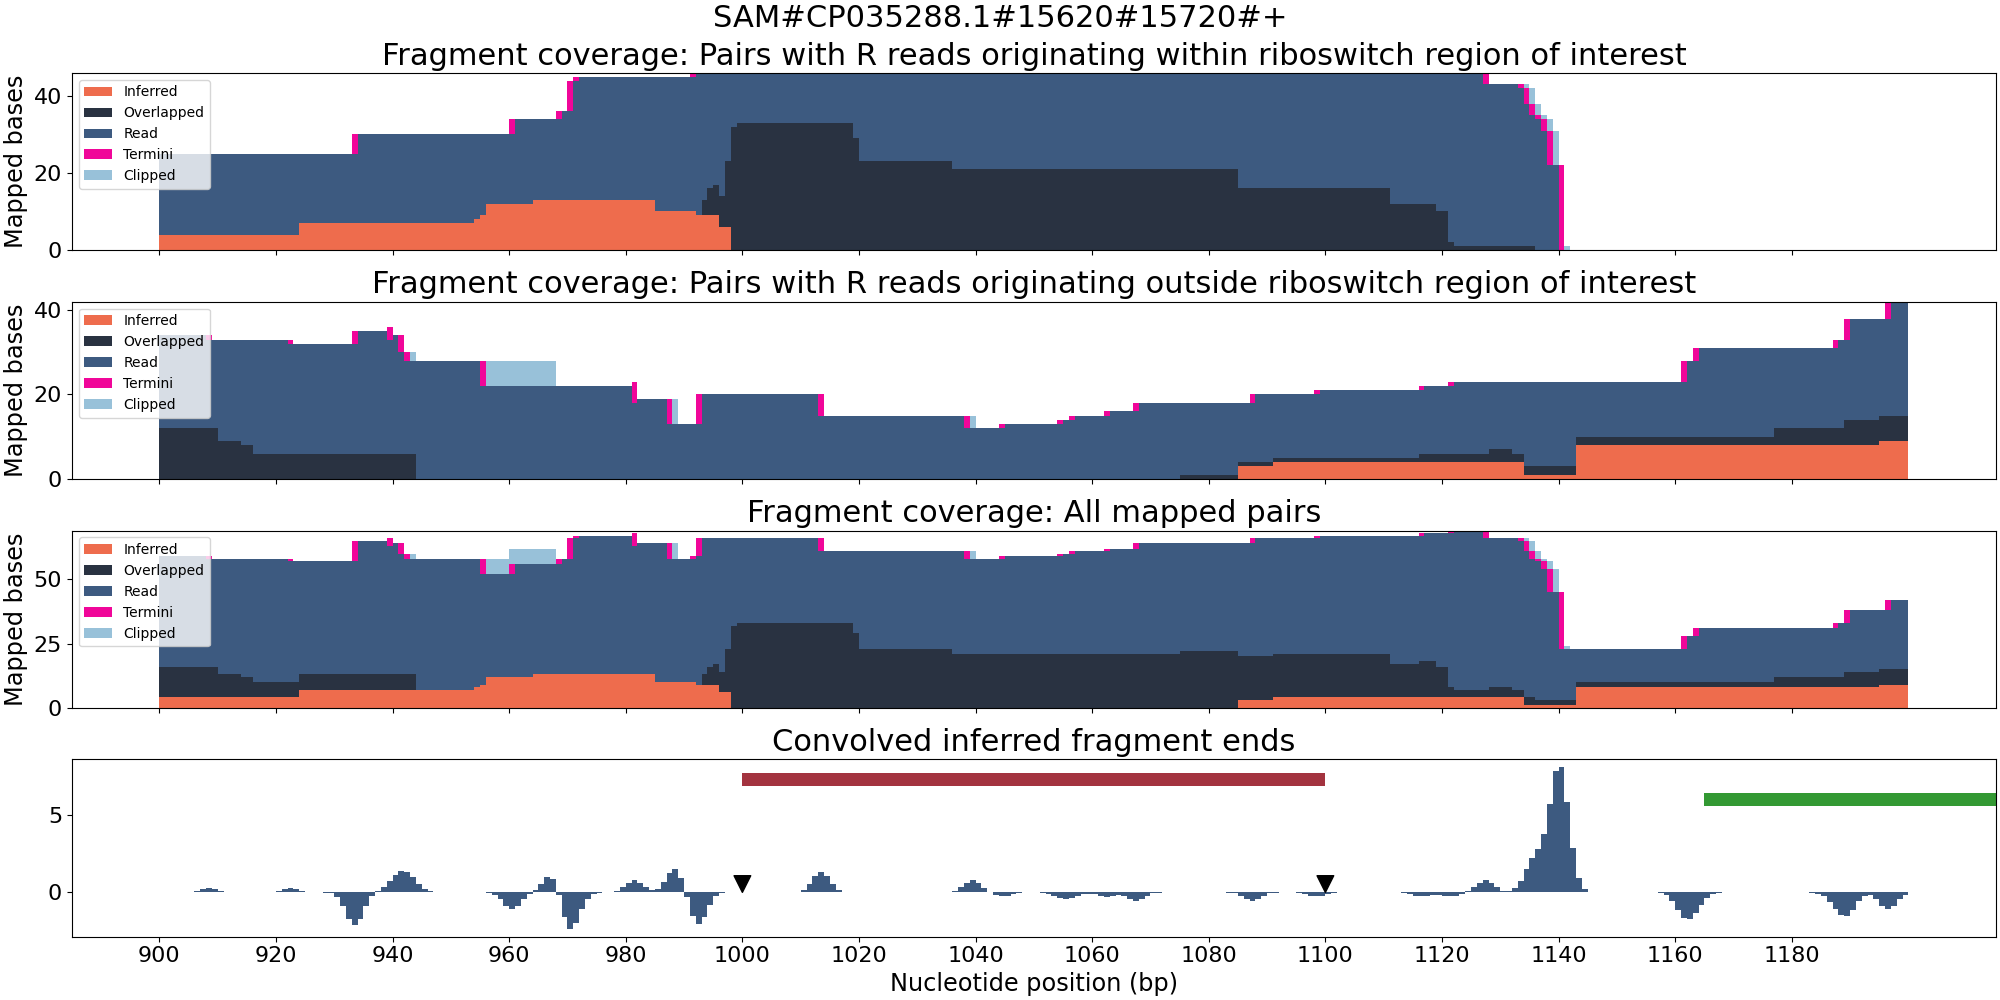 SAM#CP035288.1#15620#15720#+
Fragment coverage: Pairs with R reads originating within riboswitch region of interest
Mapped bases
40
20
0
Inferred
Overlapped
Read
Termini
Clipped
Fragment coverage: Pairs with R reads originating outside riboswitch region of interest
Mapped bases
40
20
0
Inferred
Overlapped
Read
Termini
Clipped
Fragment coverage: All mapped pairs
Mapped bases
50
25
0
Inferred
Overlapped
Read
Termini
Clipped
Convolved inferred fragment ends
5
0
900 920 940 960 980 1000 1020 1040 1060 1080 1100 1120 1140 1160 1180
Nucleotide position (bp)